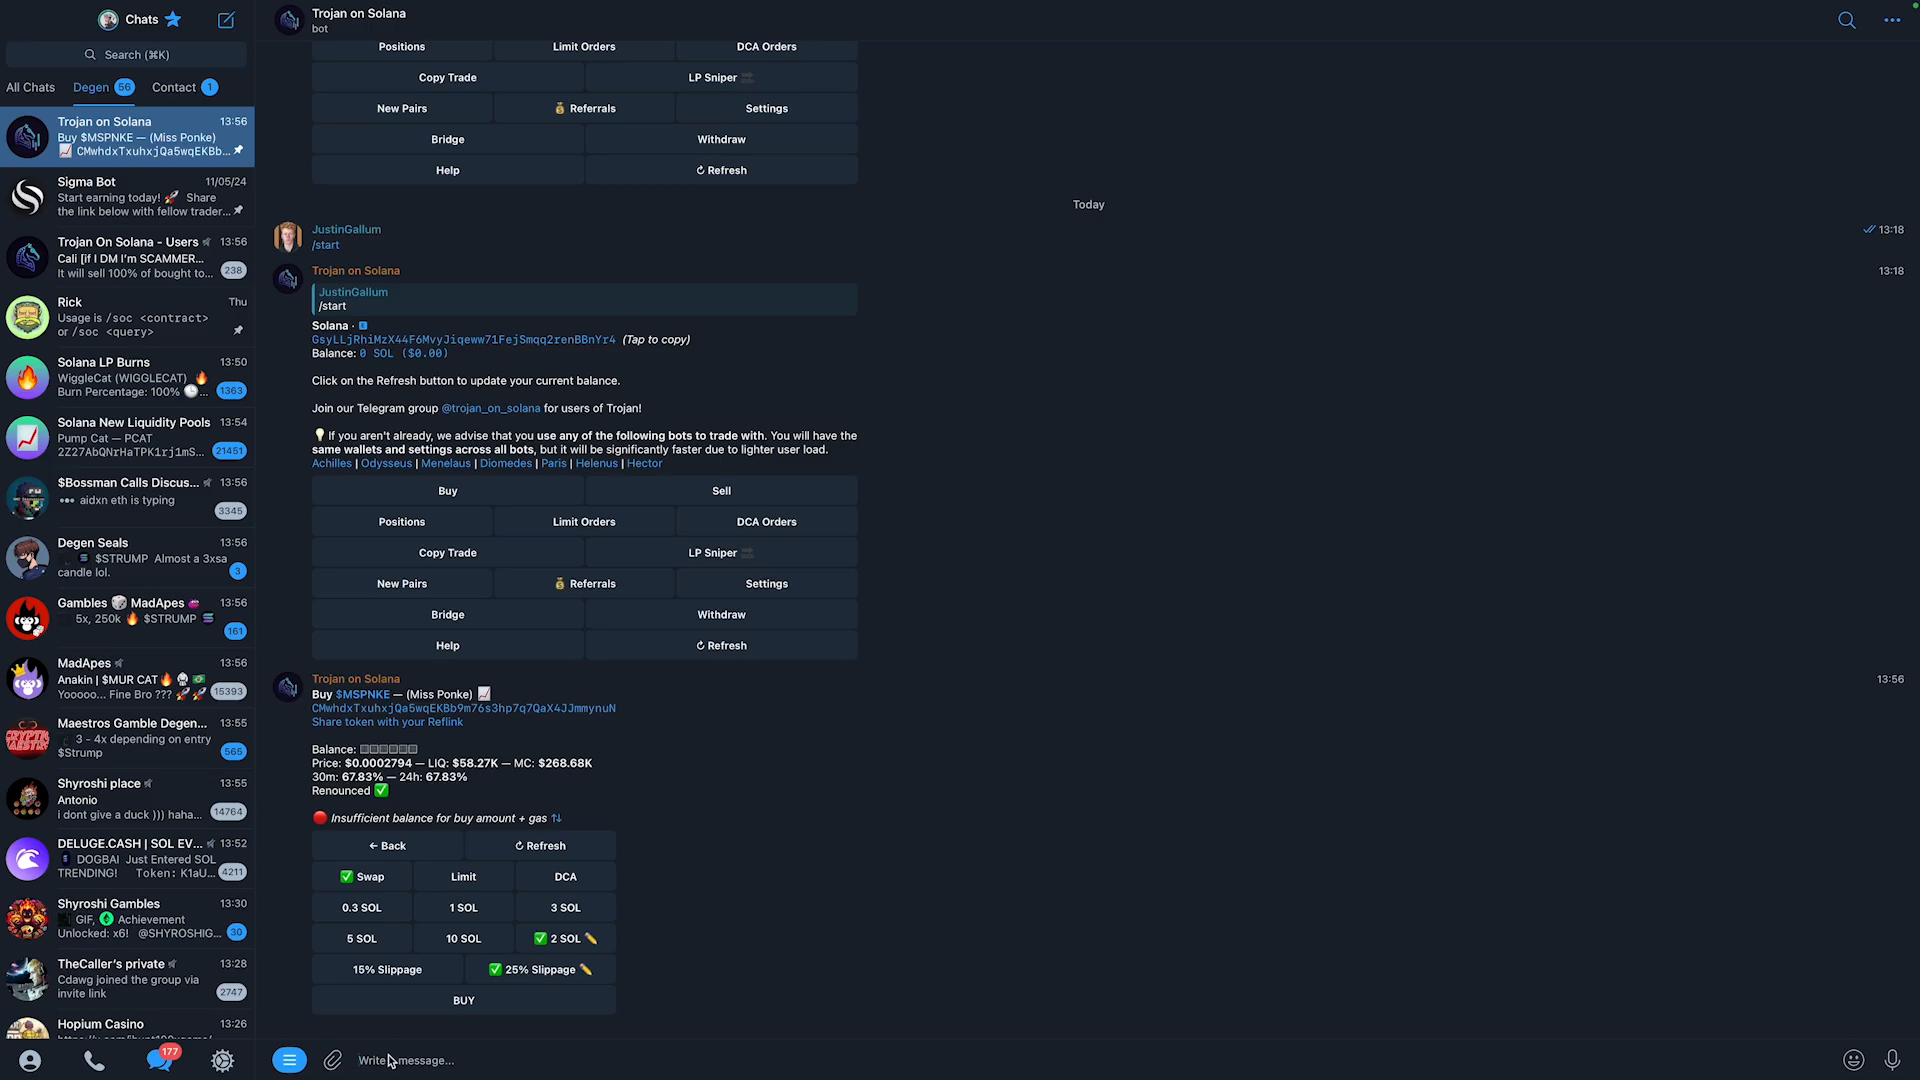 Chats
Search (⌘K)
All Chats
Degen 56
Contact 1
Trojan on Solana 13:56
Buy $MSPNKE — (Miss Ponke)
CMwhdxTxuhxjQa5wqEKBb...
Sigma Bot 11/05/24
Start earning today! 🚀 Share
the link below with fellow trader...
Trojan On Solana - Users 13:56
Cali [if I DM I'm SCAMMER...
It will sell 100% of bought to... 238
Rick Thu
Usage is /soc <contract>
or /soc <query>
Solana LP Burns 13:50
WiggleCat (WIGGLECAT) 🔥
Burn Percentage: 100% ... 1363
Solana New Liquidity Pools 13:54
Pump Cat — PCAT
2Z27AbQNrHaTPK1rj1mS... 21451
$Bossman Calls Discus... 13:56
aidxn eth is typing
3345
Degen Seals 13:56
$STRUMP Almost a 3xsa
candle lol. 3
Gambles 🎲 MadApes 13:56
5x, 250k 🔥 $STRUMP
161
MadApes 13:56
Anakin | $MUR CAT🔥
Yooooo... Fine Bro ??? 🚀🚀 15393
Maestros Gamble Degen... 13:55
3 - 4x depending on entry
$Strump 565
Shyroshi place 13:55
Antonio
i dont give a duck ))) haha... 14764
DELUGE.CASH | SOL EV... 13:52
DOGBAI Just Entered SOL
TRENDING! Token: K1aU... 4211
Shyroshi Gambles 13:30
GIF, Achievement
Unlocked: x6! @SHYROSHIG... 30
TheCaller's private 13:28
Cdawg joined the group via
invite link 2747
Hopium Casino 13:26
177
Trojan on Solana
bot
Positions Limit Orders DCA Orders
Copy Trade LP Sniper
New Pairs 💰 Referrals Settings
Bridge Withdraw
Help ↻ Refresh
Today
JustinGallum
/start 13:18
Trojan on Solana 13:18
JustinGallum
/start
Solana ·
GsyLLjRhiMzX44F6MvyJiqeww71FejSmqq2renBBnYr4 (Tap to copy)
Balance: 0 SOL ($0.00)
Click on the Refresh button to update your current balance.
Join our Telegram group @trojan_on_solana for users of Trojan!
💡If you aren't already, we advise that you use any of the following bots to trade with. You will have the
same wallets and settings across all bots, but it will be significantly faster due to lighter user load.
Achilles | Odysseus | Menelaus | Diomedes | Paris | Helenus | Hector
Buy Sell
Positions Limit Orders DCA Orders
Copy Trade LP Sniper
New Pairs 💰 Referrals Settings
Bridge Withdraw
Help ↻ Refresh
Trojan on Solana 13:56
Buy $MSPNKE — (Miss Ponke) 📈
CMwhdxTxuhxjQa5wqEKBb9m76s3hp7q7QaX4JJmmynuN
Share token with your Reflink
Balance:
Price: $0.0002794 — LIQ: $58.27K — MC: $268.68K
30m: 67.83% — 24h: 67.83%
Renounced ✅
🔴 Insufficient balance for buy amount + gas ⇅
← Back ↻ Refresh
✅ Swap Limit DCA
0.3 SOL 1 SOL 3 SOL
5 SOL 10 SOL ✅ 2 SOL ✏️
15% Slippage ✅ 25% Slippage ✏️
BUY
Write a message...